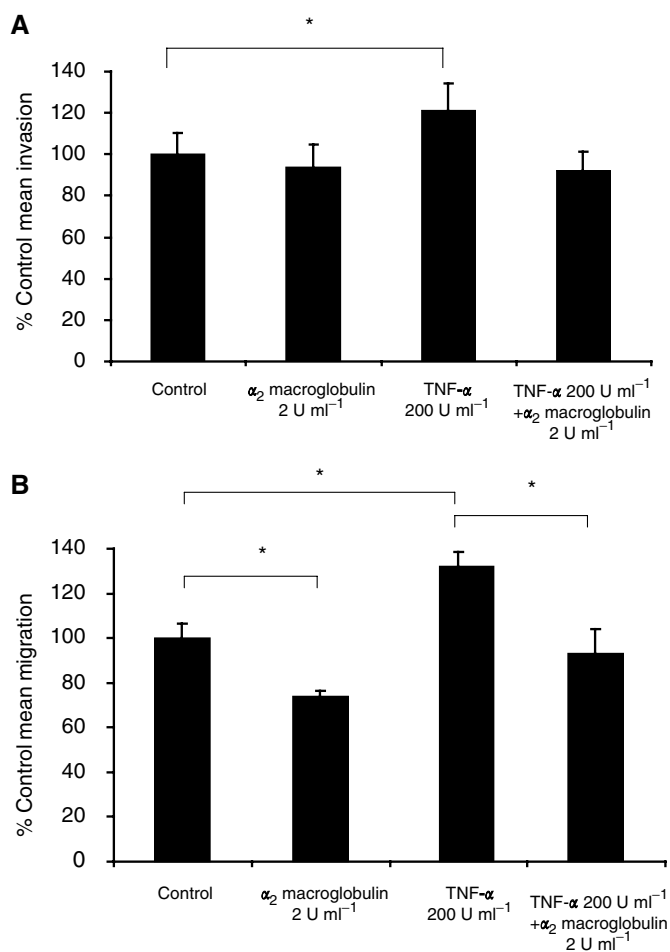 A
*
% Control mean invasion
140
120
100
80
60
40
20
0
Control
α₂ macroglobulin
2 U ml⁻¹
TNF-α
200 U ml⁻¹
TNF-α 200 U ml⁻¹
+α₂ macroglobulin
2 U ml⁻¹
B
*
*
*
% Control mean migration
140
120
100
80
60
40
20
0
Control
α₂ macroglobulin
2 U ml⁻¹
TNF-α
200 U ml⁻¹
TNF-α 200 U ml⁻¹
+α₂ macroglobulin
2 U ml⁻¹